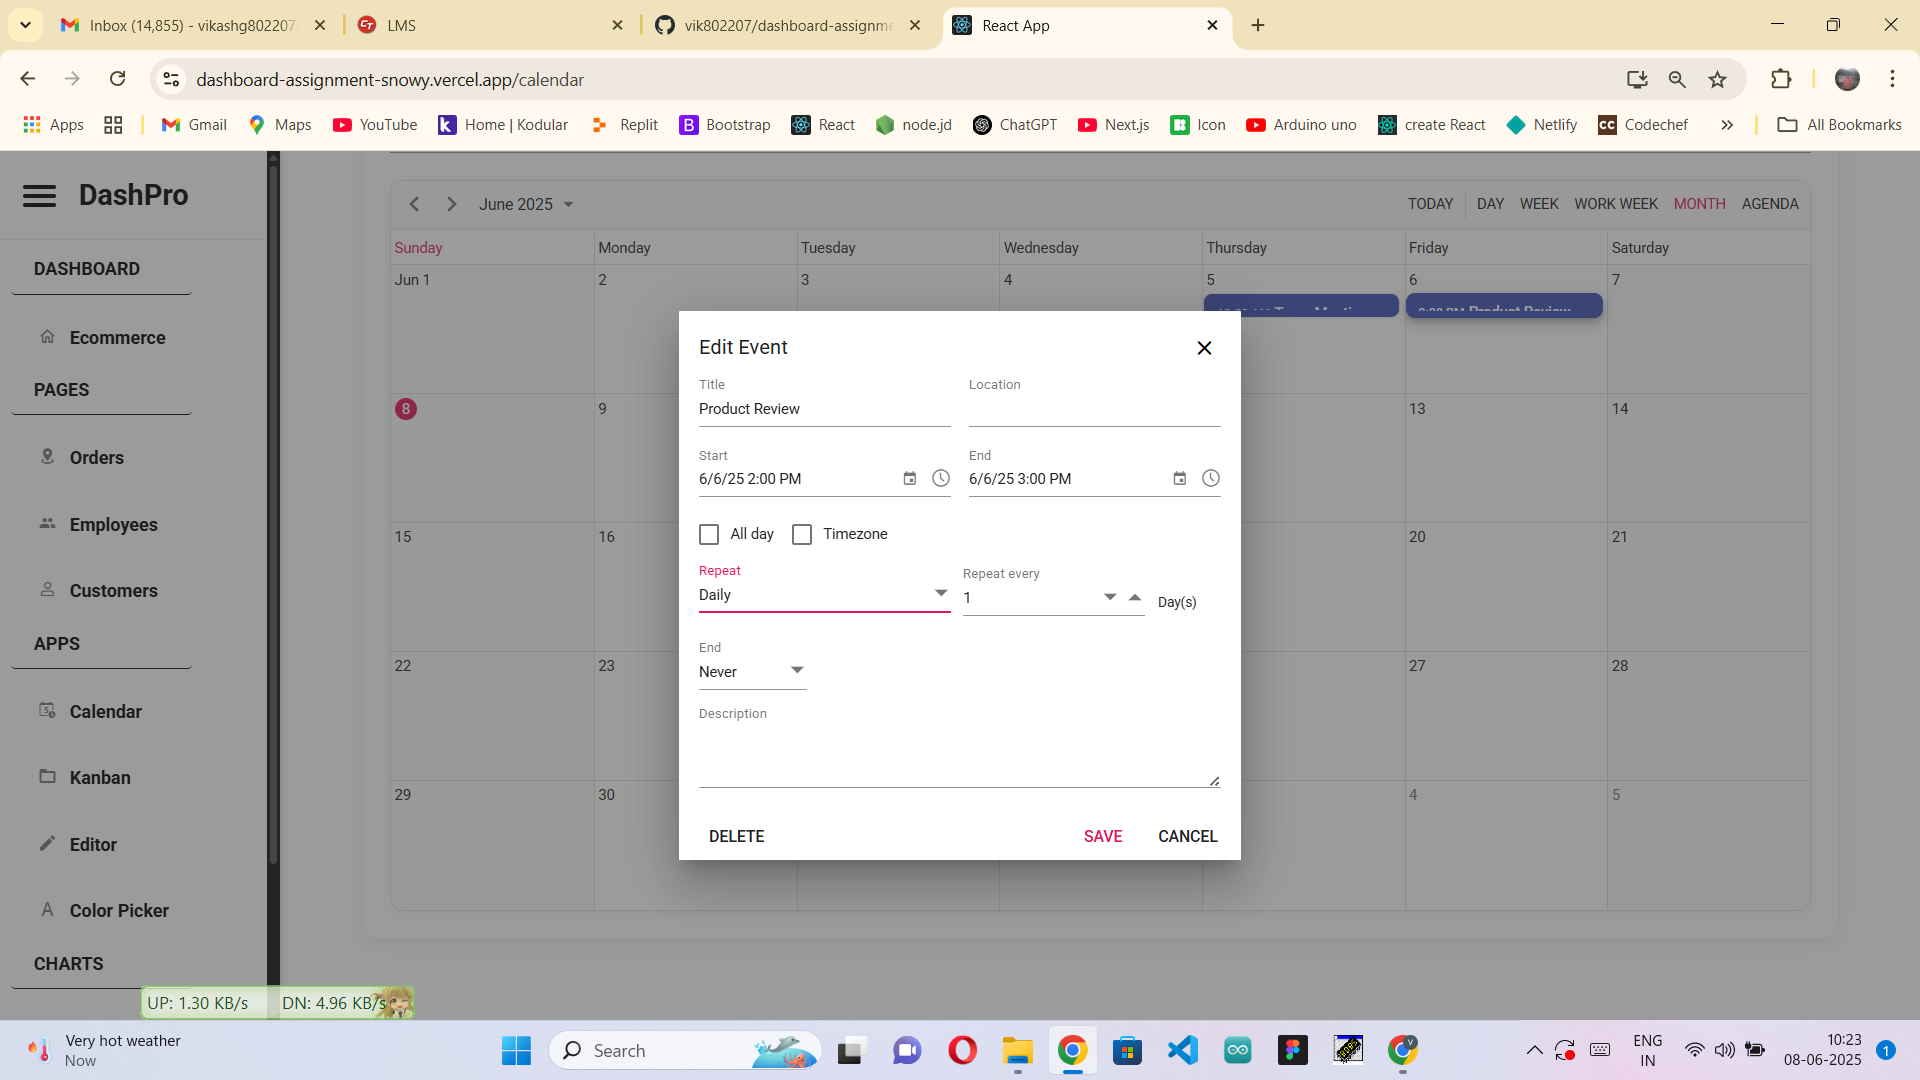 Inbox (14,855) - vikashg802207
LMS
vik802207/dashboard-assignme
React App
dashboard-assignment-snowy.vercel.app/calendar
Apps
Gmail
Maps
YouTube
Home | Kodular
Replit
Bootstrap
React
node.jd
ChatGPT
Next.js
Icon
Arduino uno
create React
Netlify
Codechef
All Bookmarks
DashPro
DASHBOARD
Ecommerce
PAGES
Orders
Employees
Customers
APPS
Calendar
Kanban
Editor
Color Picker
CHARTS
June 2025
TODAY DAY WEEK WORK WEEK MONTH AGENDA
Sunday Monday Tuesday Wednesday Thursday Friday Saturday
Jun 1 2 3 4 5 6 7
2:00 PM Product Review
8 9 13 14
15 16 20 21
22 23 27 28
29 30 4 5
Edit Event
Title
Product Review
Location
Start
6/6/25 2:00 PM
End
6/6/25 3:00 PM
All day
Timezone
Repeat
Daily
Repeat every
1
Day(s)
End
Never
Description
DELETE
SAVE
CANCEL
UP: 1.30 KB/s DN: 4.96 KB/s
Very hot weather
Now
Search
ENG
IN
10:23
08-06-2025
1